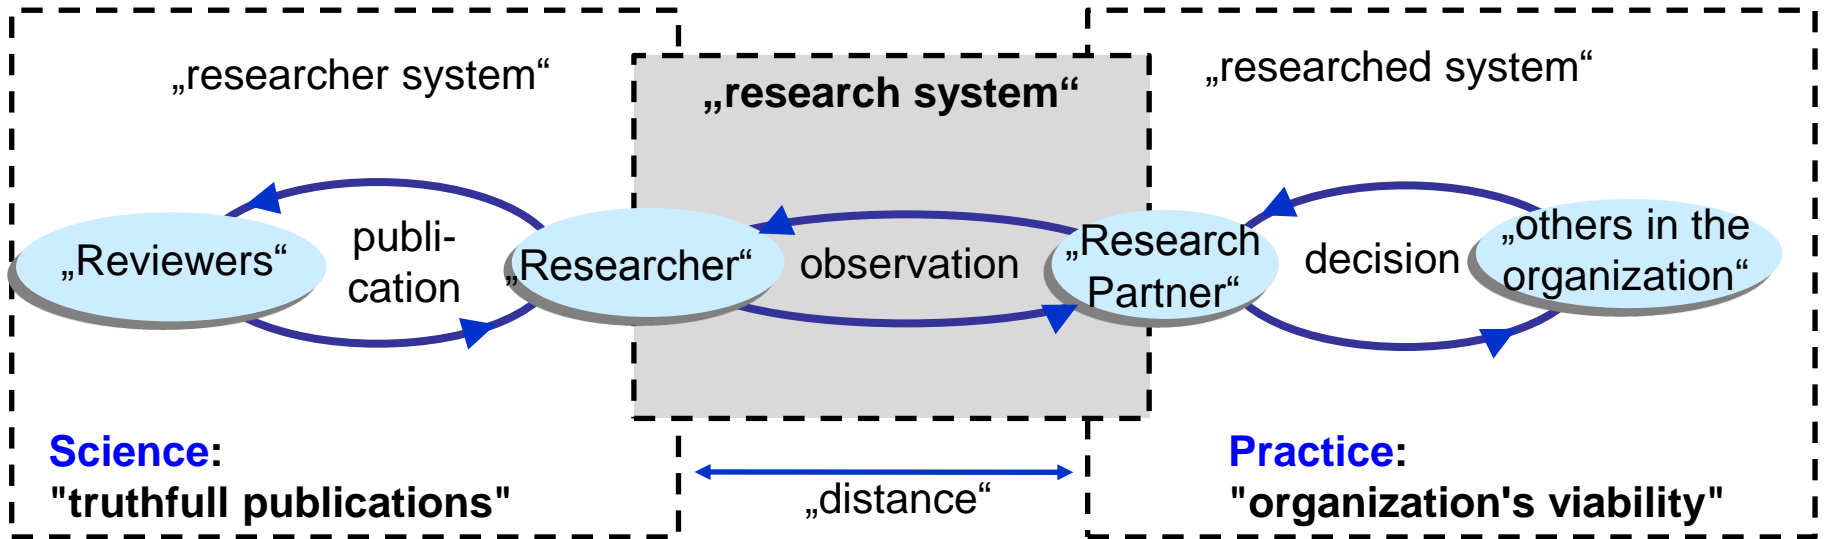 „researcher system“
„research system“
„researched system“
„Reviewers“
publi-
cation
„Researcher“
observation
„Research
Partner“
decision
„others in the
organization“
Science:
"truthfull publications"
„distance“
Practice:
"organization's viability"